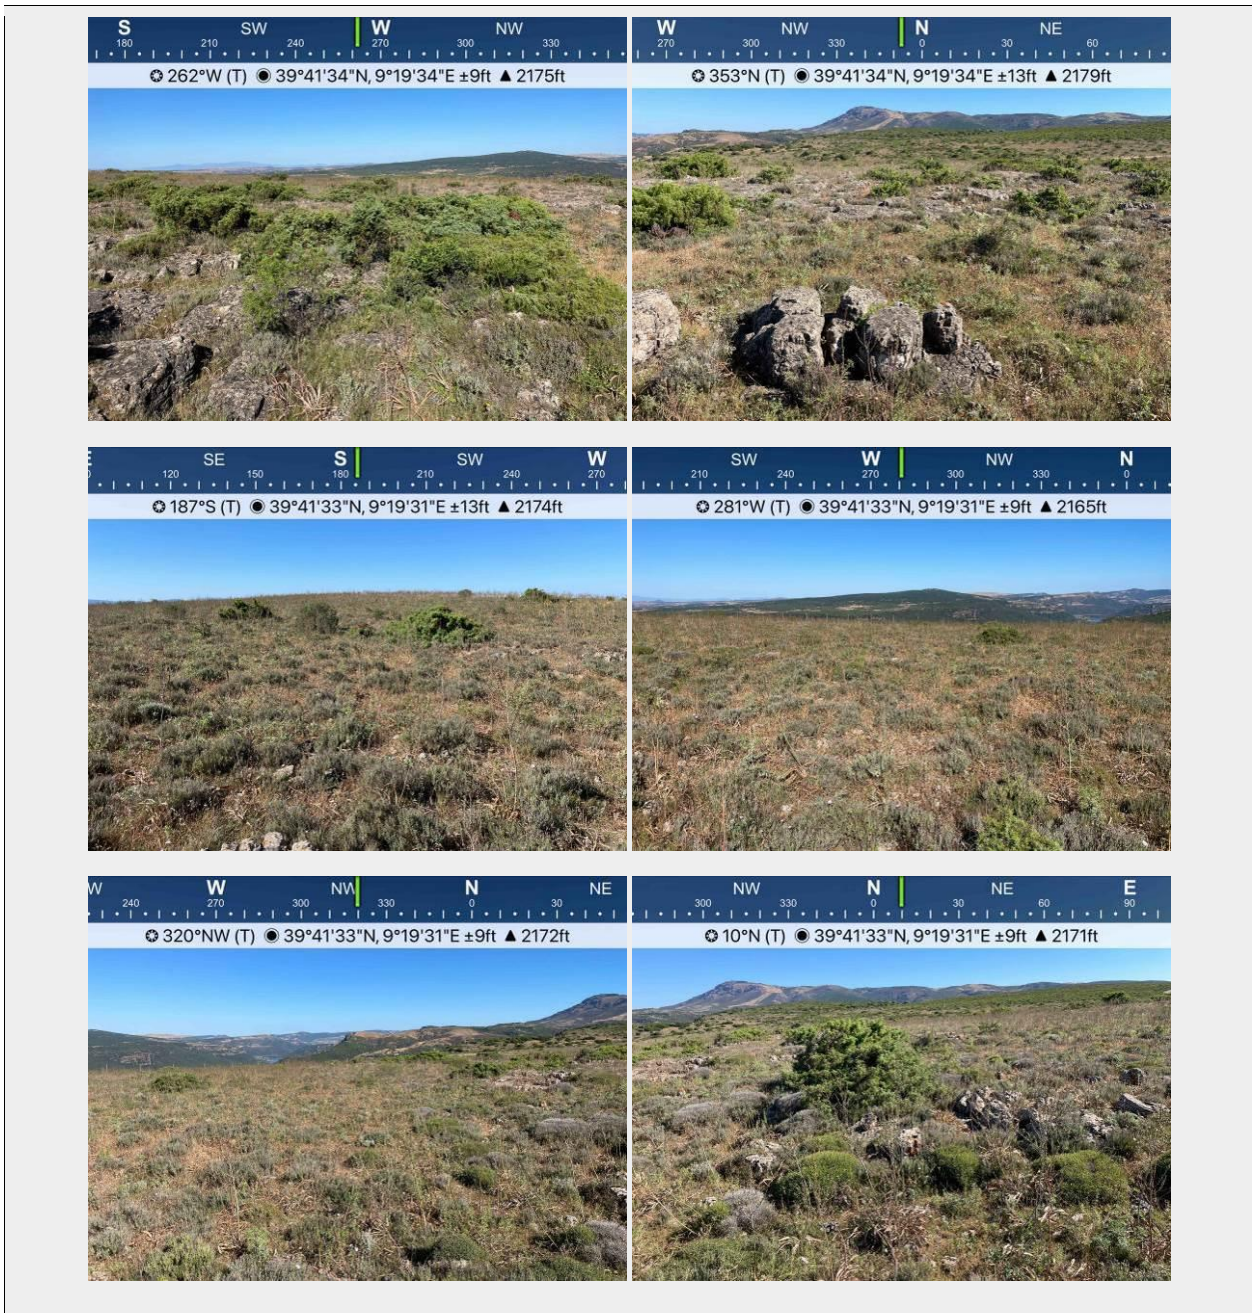 S SW W NW
180 210 240 270 300 330
262°W (T) 39°41'34"N, 9°19'34"E ±9ft ▲ 2175ft
W NW N NE
270 300 330 0 30 60
353°N (T) 39°41'34"N, 9°19'34"E ±13ft ▲ 2179ft
E SE S SW W
0 120 150 180 210 240 270
187°S (T) 39°41'33"N, 9°19'31"E ±13ft ▲ 2174ft
SW W NW N
210 240 270 300 330 0
281°W (T) 39°41'33"N, 9°19'31"E ±9ft ▲ 2165ft
W W NW N NE
240 270 300 330 0 30
320°NW (T) 39°41'33"N, 9°19'31"E ±9ft ▲ 2172ft
NW N NE E
300 330 0 30 60 90
10°N (T) 39°41'33"N, 9°19'31"E ±9ft ▲ 2171ft